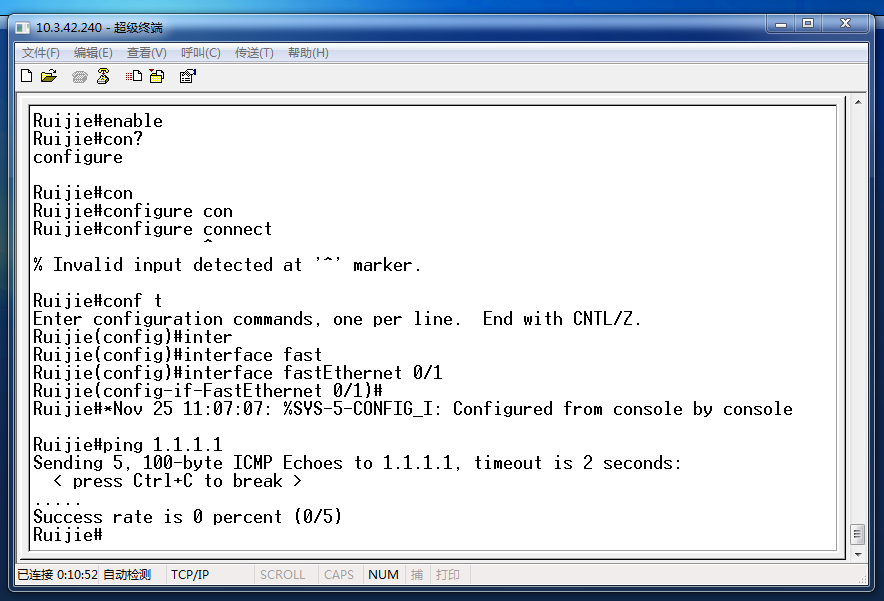 10.3.42.240 - 超级终端
文件(F) 编辑(E) 查看(V) 呼叫(C) 传送(T) 帮助(H)
Ruijie#enable
Ruijie#con?
configure
Ruijie#con
Ruijie#configure con
Ruijie#configure connect
^
% Invalid input detected at '^' marker.
Ruijie#conf t
Enter configuration commands, one per line.  End with CNTL/Z.
Ruijie(config)#inter
Ruijie(config)#interface fast
Ruijie(config)#interface fastEthernet 0/1
Ruijie(config-if-FastEthernet 0/1)#
Ruijie#*Nov 25 11:07:07: %SYS-5-CONFIG_I: Configured from console by console
Ruijie#ping 1.1.1.1
Sending 5, 100-byte ICMP Echoes to 1.1.1.1, timeout is 2 seconds:
< press Ctrl+C to break >
.....
Success rate is 0 percent (0/5)
Ruijie#
已连接 0:10:52 自动检测 TCP/IP SCROLL CAPS NUM 捕 打印